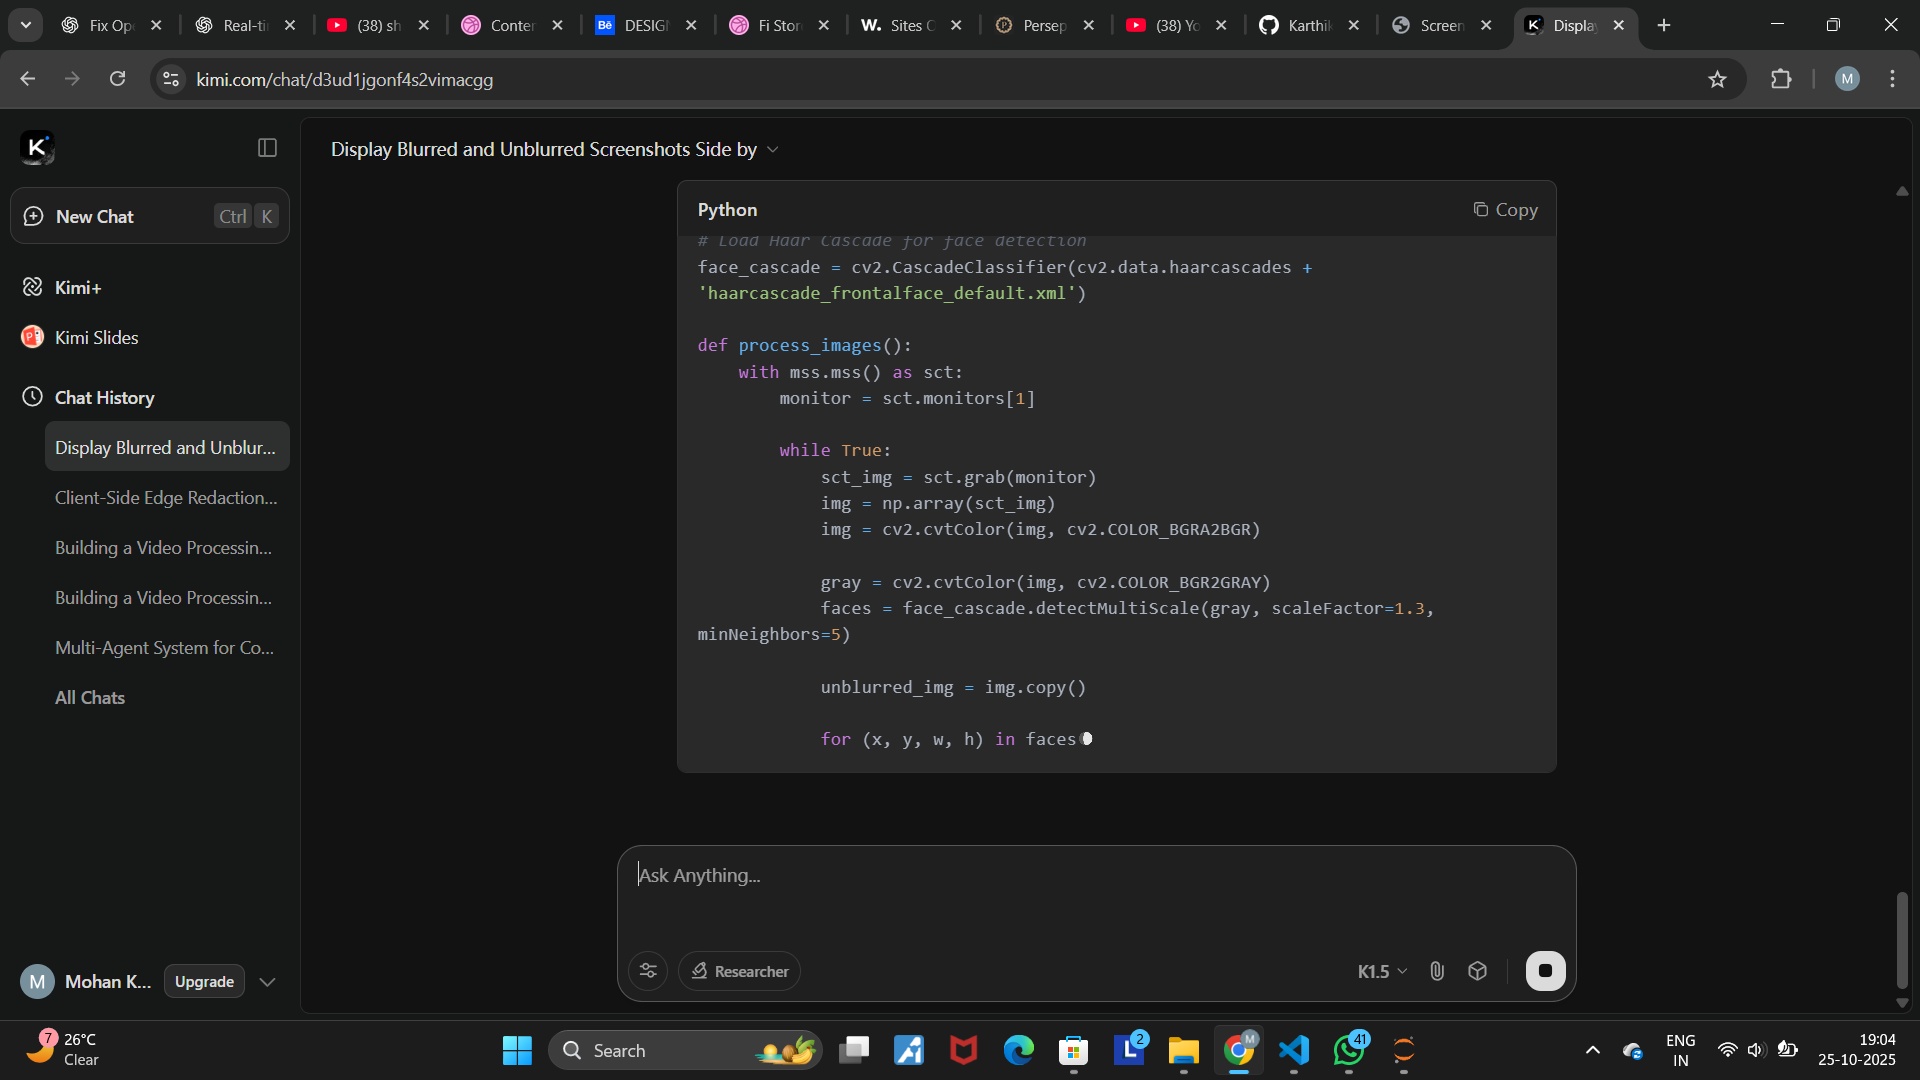 Fix Op
Real-ti
(38) sh
Conter
Bē
DESIGI
Fi Stor
W.
Sites C
Persep
(38) Yo
Karthik
Screen
K
Displa
kimi.com/chat/d3ud1jgonf4s2vimacgg
M
K
New Chat
Ctrl
K
Kimi+
Kimi Slides
Chat History
Display Blurred and Unblur...
Client-Side Edge Redaction...
Building a Video Processin...
Building a Video Processin...
Multi-Agent System for Co...
All Chats
M
Mohan K...
Upgrade
Display Blurred and Unblurred Screenshots Side by
Python
Copy
# Load Haar Cascade for face detection
face_cascade = cv2.CascadeClassifier(cv2.data.haarcascades +
'haarcascade_frontalface_default.xml')
def process_images():
with mss.mss() as sct:
monitor = sct.monitors[1]
while True:
sct_img = sct.grab(monitor)
img = np.array(sct_img)
img = cv2.cvtColor(img, cv2.COLOR_BGRA2BGR)
gray = cv2.cvtColor(img, cv2.COLOR_BGR2GRAY)
faces = face_cascade.detectMultiScale(gray, scaleFactor=1.3,
minNeighbors=5)
unblurred_img = img.copy()
for (x, y, w, h) in faces
Ask Anything...
Researcher
K1.5
7
26°C
Clear
Search
L
2
M
41
ENG
IN
19:04
25-10-2025